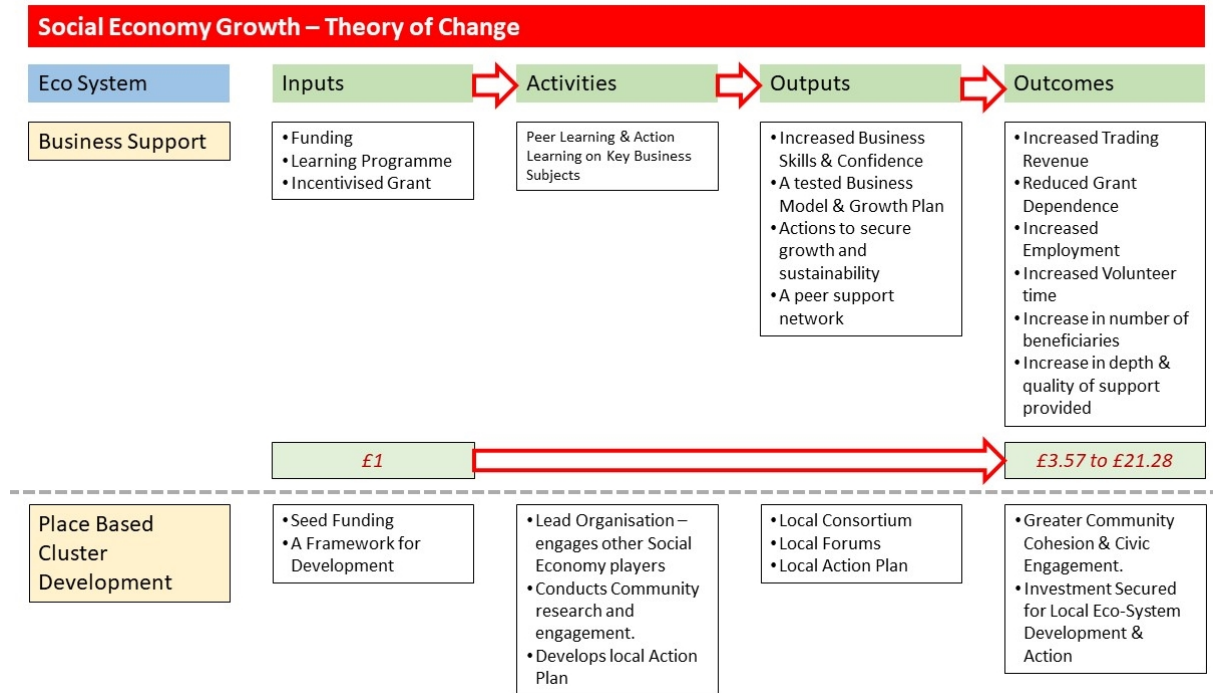 Social Economy Growth – Theory of Change
Eco System
Inputs
Activities
Outputs
Outcomes
Business Support
• Funding
• Learning Programme
• Incentivised Grant
Peer Learning & Action
Learning on Key Business
Subjects
• Increased Business
Skills & Confidence
• A tested Business
Model & Growth Plan
• Actions to secure
growth and
sustainability
• A peer support
network
• Increased Trading
Revenue
• Reduced Grant
Dependence
• Increased
Employment
• Increased Volunteer
time
• Increase in number of
beneficiaries
• Increase in depth &
quality of support
provided
£1
£3.57 to £21.28
Place Based
Cluster
Development
• Seed Funding
• A Framework for
Development
• Lead Organisation –
engages other Social
Economy players
• Conducts Community
research and
engagement.
• Develops local Action
Plan
• Local Consortium
• Local Forums
• Local Action Plan
• Greater Community
Cohesion & Civic
Engagement.
• Investment Secured
for Local Eco-System
Development &
Action